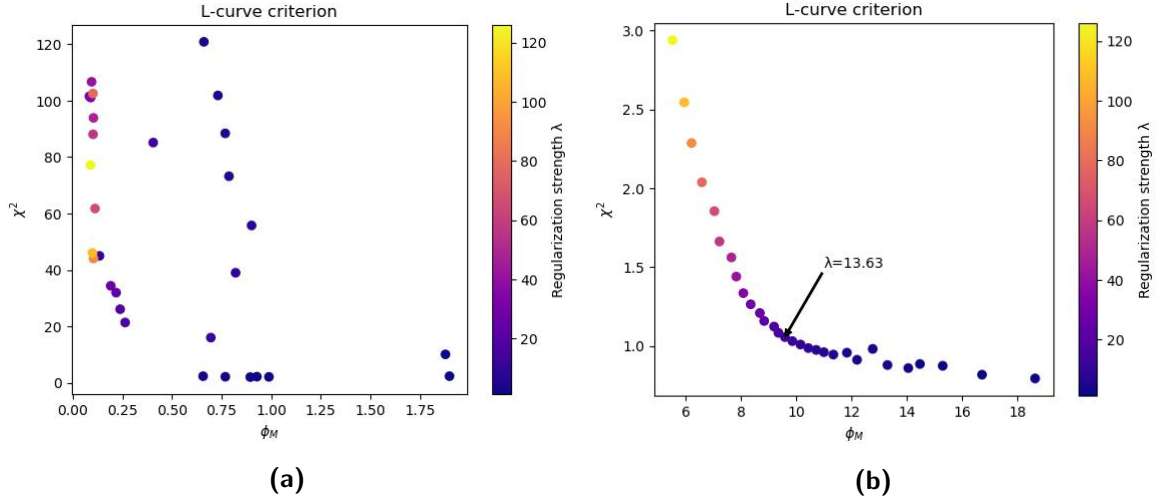 L-curve criterion
120
100
80
60
40
20
0
χ²
0.00 0.25 0.50 0.75 1.00 1.25 1.50 1.75
ϕ_M
120
100
80
60
40
20
Regularization strength λ
(a)
L-curve criterion
3.0
2.5
2.0
1.5
1.0
χ²
λ=13.63
6 8 10 12 14 16 18
ϕ_M
120
100
80
60
40
20
Regularization strength λ
(b)